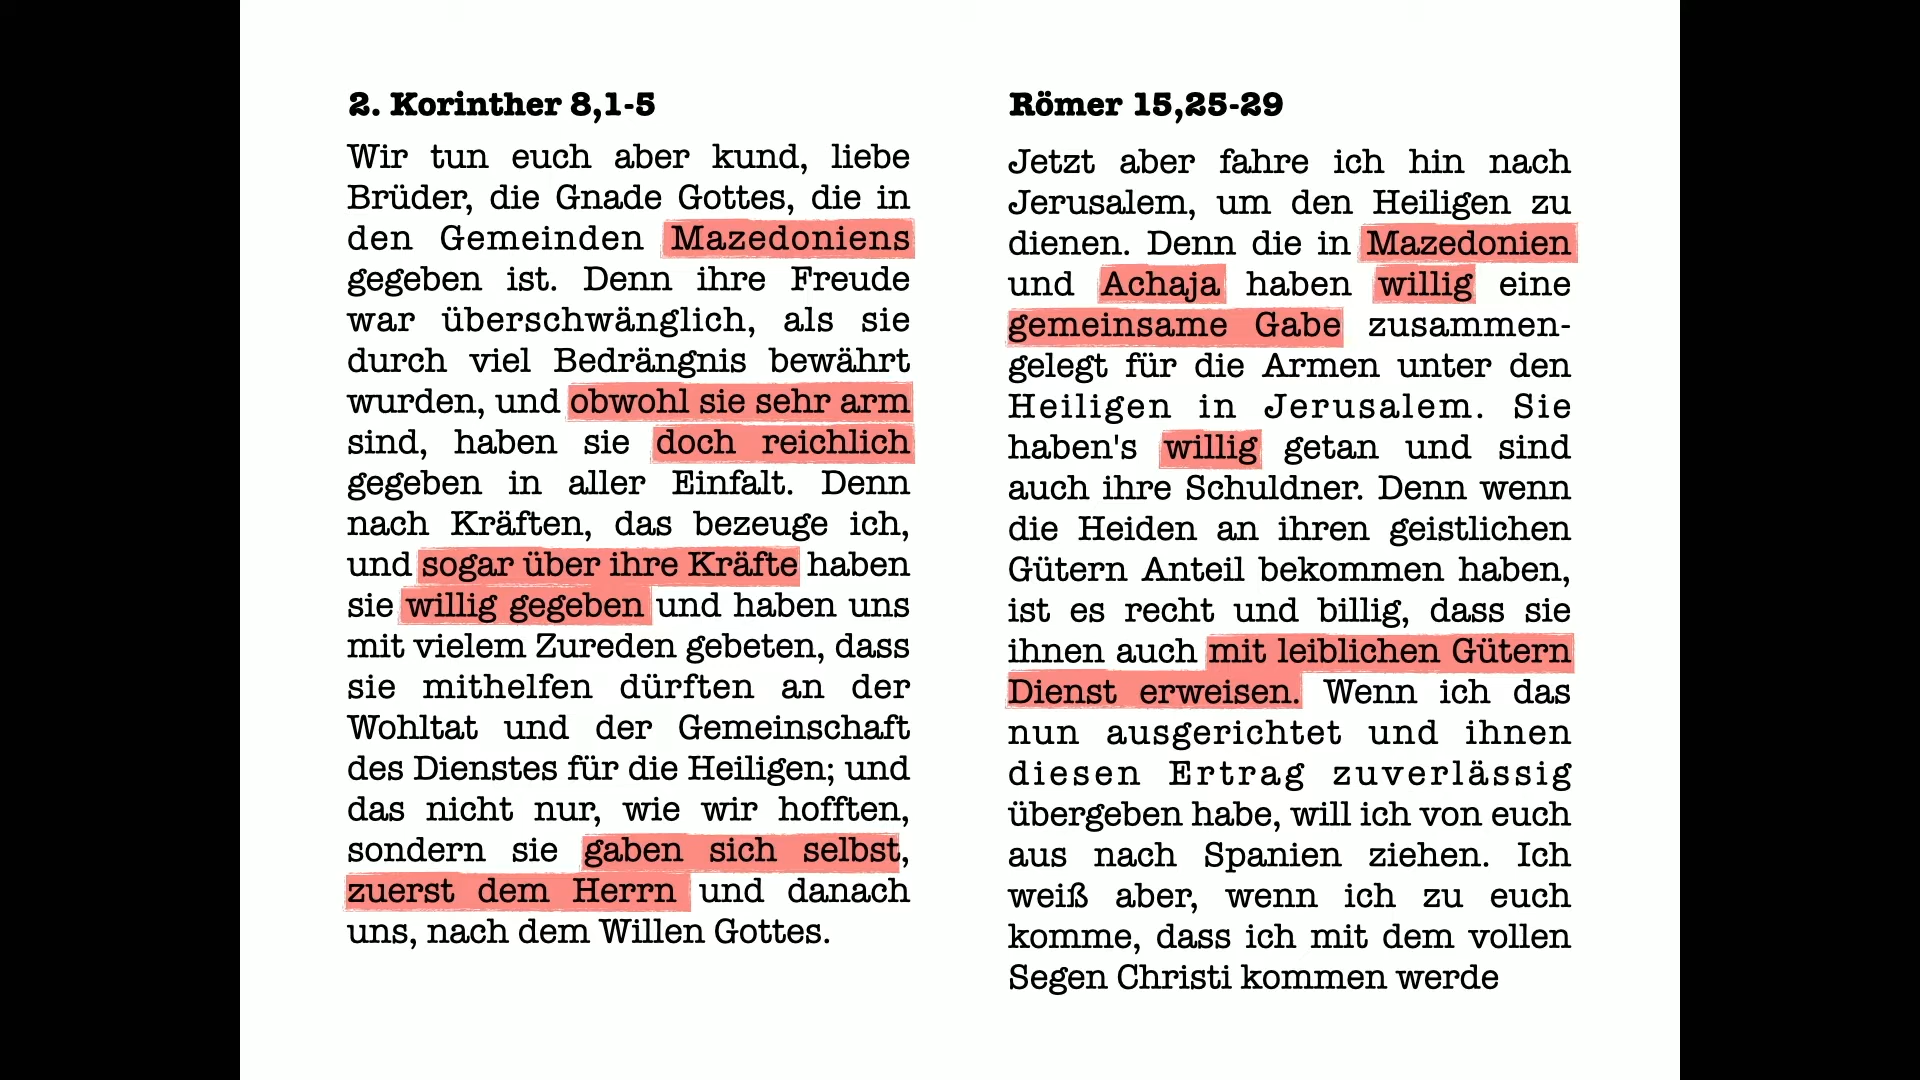 2. Korinther 8,1-5
Wir tun euch aber kund, liebe
Brüder, die Gnade Gottes, die in
den Gemeinden Mazedoniens
gegeben ist. Denn ihre Freude
war überschwänglich, als sie
durch viel Bedrängnis bewährt
wurden, und obwohl sie sehr arm
sind, haben sie doch reichlich
gegeben in aller Einfalt. Denn
nach Kräften, das bezeuge ich,
und sogar über ihre Kräfte haben
sie willig gegeben und haben uns
mit vielem Zureden gebeten, dass
sie mithelfen dürften an der
Wohltat und der Gemeinschaft
des Dienstes für die Heiligen; und
das nicht nur, wie wir hofften,
sondern sie gaben sich selbst,
zuerst dem Herrn und danach
uns, nach dem Willen Gottes.
Römer 15,25-29
Jetzt aber fahre ich hin nach
Jerusalem, um den Heiligen zu
dienen. Denn die in Mazedonien
und Achaja haben willig eine
gemeinsame Gabe zusammen-
gelegt für die Armen unter den
Heiligen in Jerusalem. Sie
haben's willig getan und sind
auch ihre Schuldner. Denn wenn
die Heiden an ihren geistlichen
Gütern Anteil bekommen haben,
ist es recht und billig, dass sie
ihnen auch mit leiblichen Gütern
Dienst erweisen. Wenn ich das
nun ausgerichtet und ihnen
diesen Ertrag zuverlässig
übergeben habe, will ich von euch
aus nach Spanien ziehen. Ich
weiß aber, wenn ich zu euch
komme, dass ich mit dem vollen
Segen Christi kommen werde